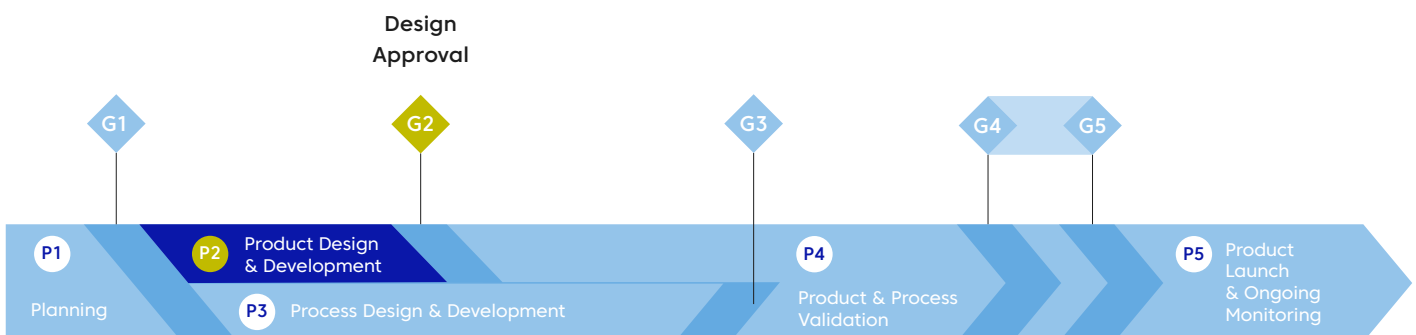 Design
Approval
G1
G2
G3
G4
G5
P1
Planning
P2
Product Design
& Development
P3
Process Design & Development
P4
Product & Process
Validation
P5
Product
Launch
& Ongoing
Monitoring